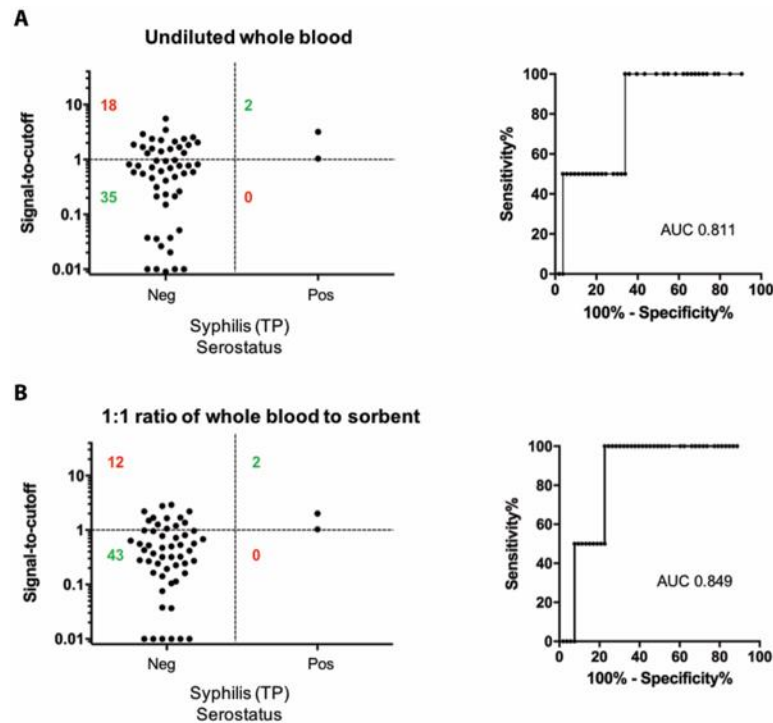 A
Undiluted whole blood
Signal-to-cutoff
10
1
0.1
0.01
18
2
35
0
Neg
Pos
Syphilis (TP)
Serostatus
Sensitivity%
100
80
60
40
20
0
AUC 0.811
0 20 40 60 80 100
100% - Specificity%
B
1:1 ratio of whole blood to sorbent
Signal-to-cutoff
10
1
0.1
0.01
12
2
43
0
Neg
Pos
Syphilis (TP)
Serostatus
Sensitivity%
100
80
60
40
20
0
AUC 0.849
0 20 40 60 80 100
100% - Specificity%